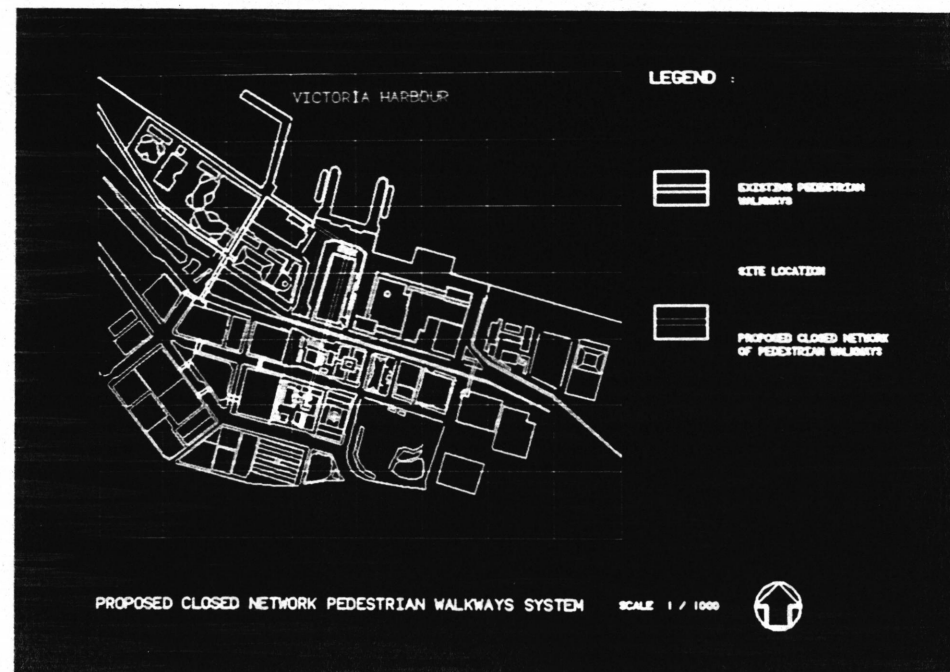 VICTORIA HARBOUR
LEGEND :
EXISTING PEDESTRIAN
WALKWAYS
SITE LOCATION
PROPOSED CLOSED NETWORK
OF PEDESTRIAN WALKWAYS
PROPOSED CLOSED NETWORK PEDESTRIAN WALKWAYS SYSTEM
SCALE 1 / 1000